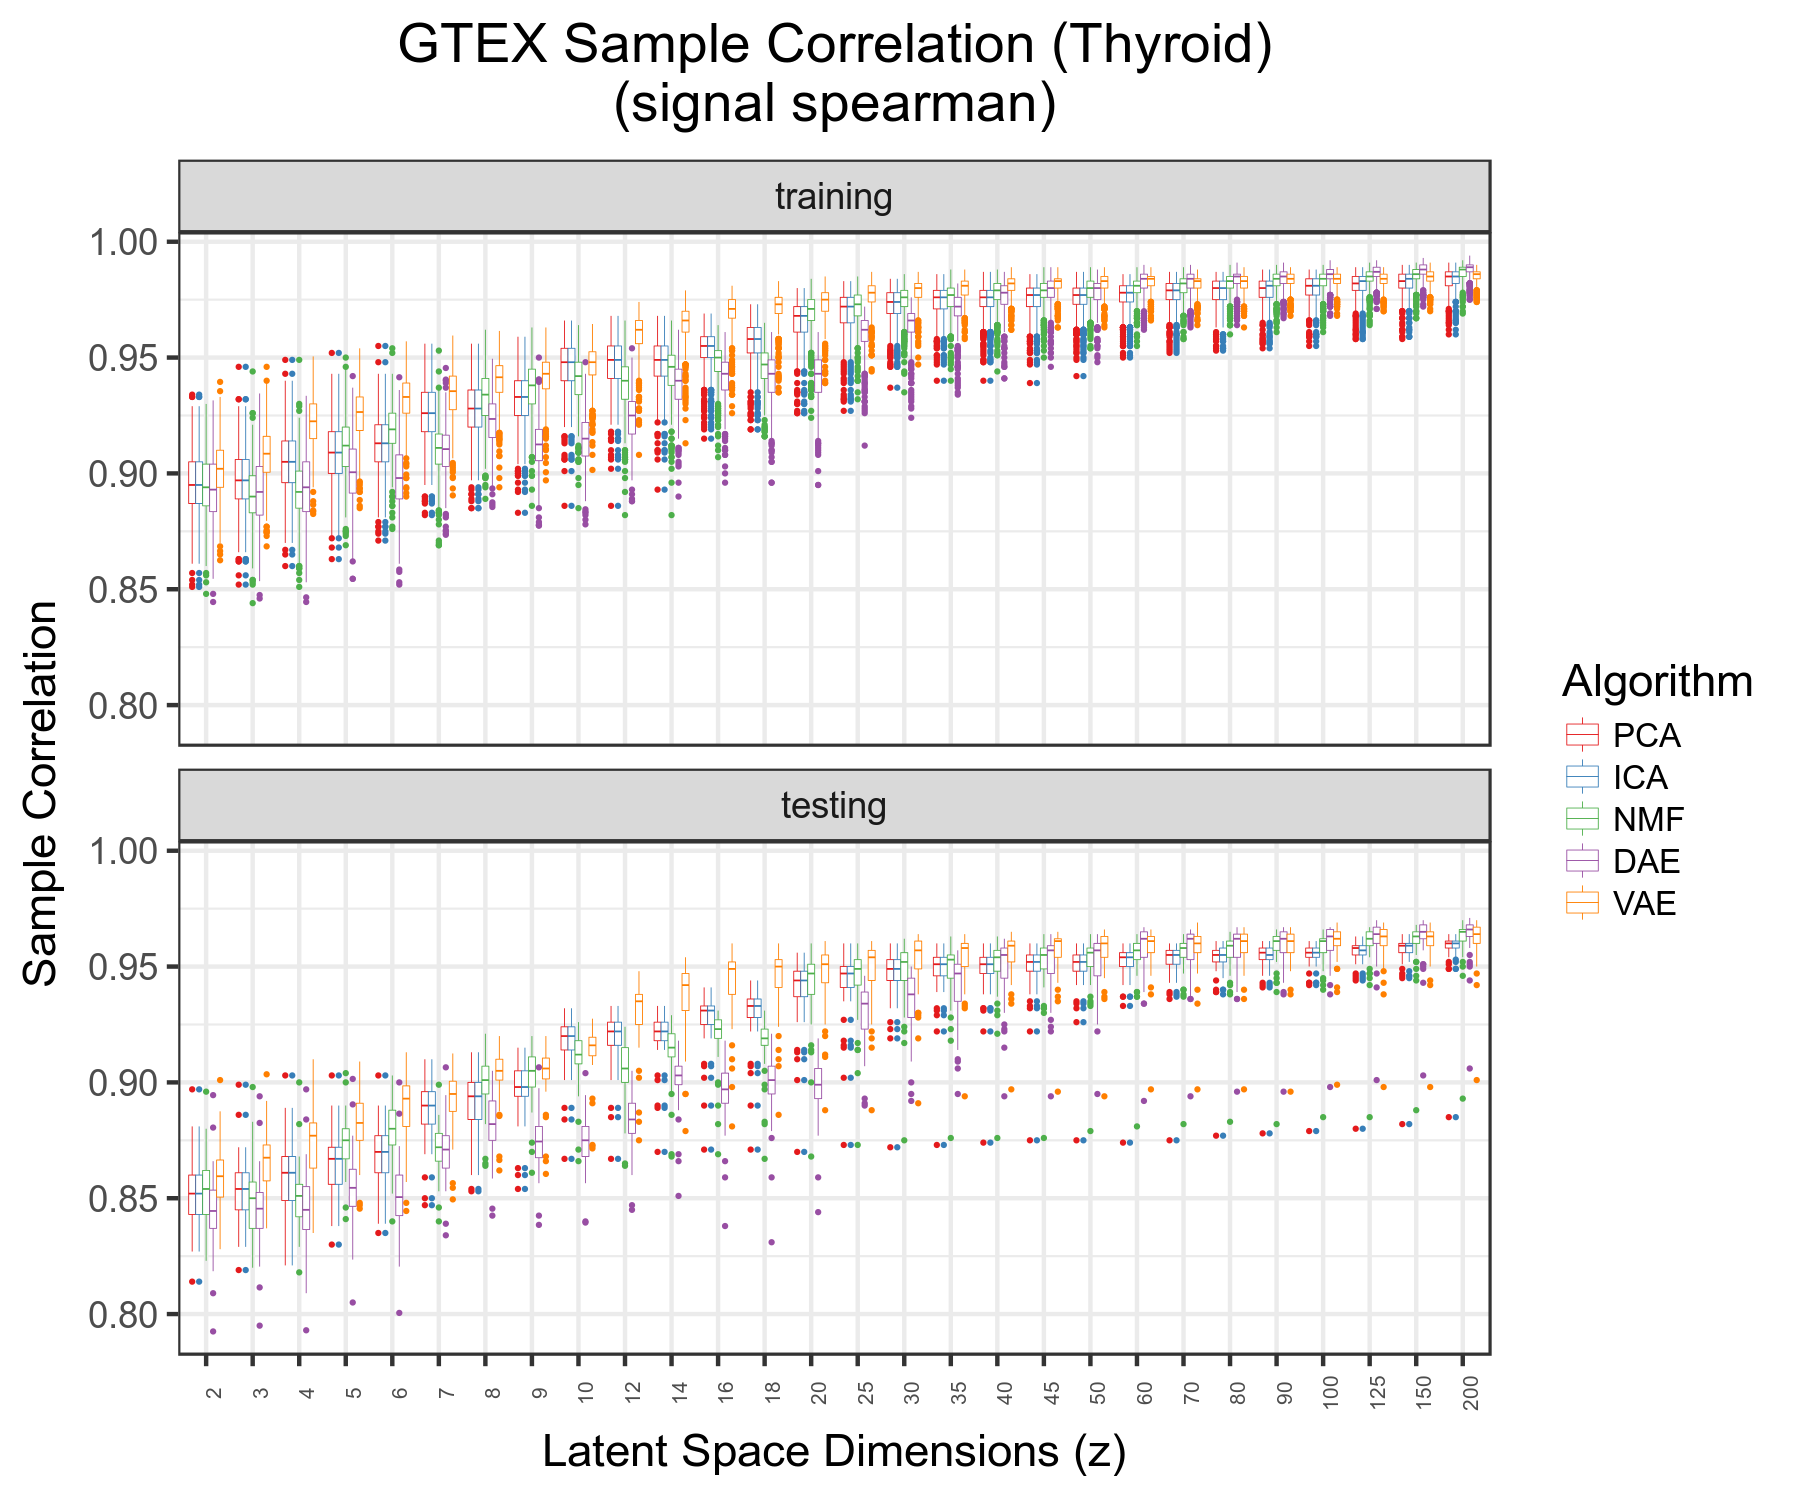 GTEX Sample Correlation (Thyroid)
(signal spearman)
training
1.00
0.95
0.90
0.85
0.80
testing
1.00
0.95
0.90
0.85
0.80
Sample Correlation
2 3 4 5 6 7 8 9 10 12 14 16 18 20 25 30 35 40 45 50 60 70 80 90 100 125 150 200
Latent Space Dimensions (z)
Algorithm
PCA
ICA
NMF
DAE
VAE